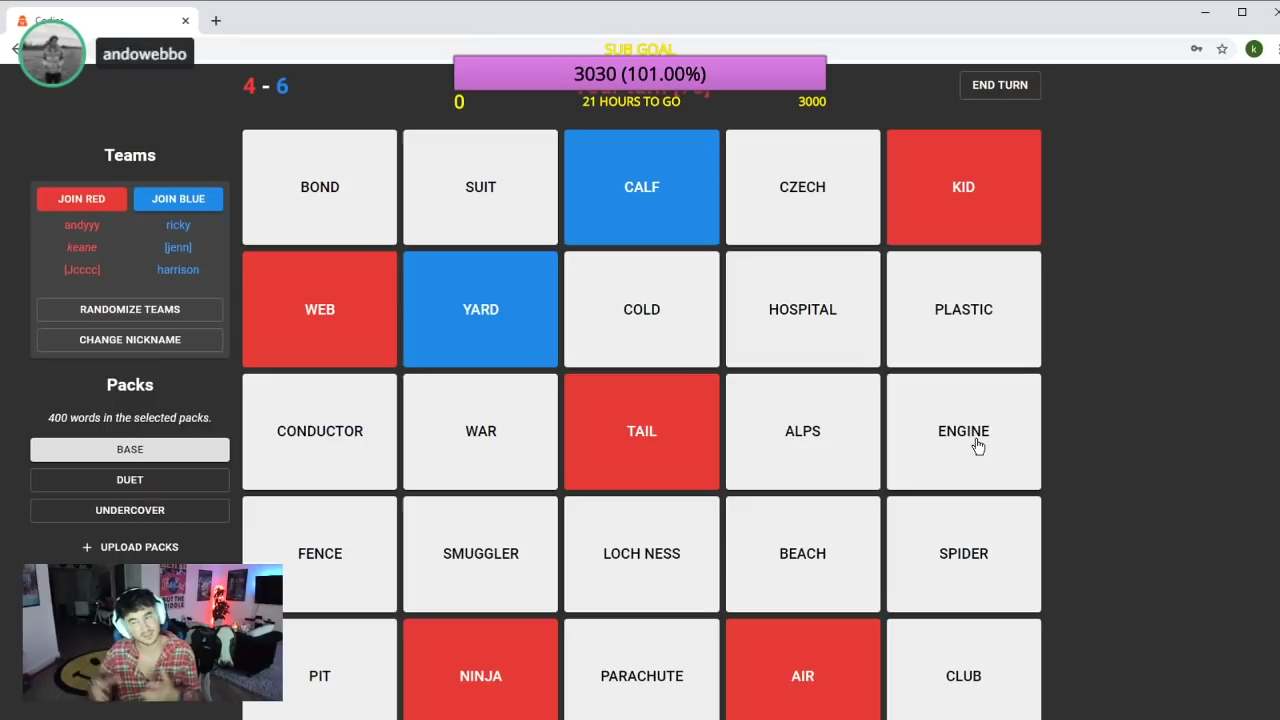 andowebbo
SUB GOAL
3030 (101.00%)
0
21 HOURS TO GO
3000
4 - 6
END TURN
Teams
JOIN RED
JOIN BLUE
andyyy
ricky
keane
[jenn]
[Jcccc]
harrison
RANDOMIZE TEAMS
CHANGE NICKNAME
Packs
400 words in the selected packs.
BASE
DUET
UNDERCOVER
+ UPLOAD PACKS
BOND
SUIT
CALF
CZECH
KID
WEB
YARD
COLD
HOSPITAL
PLASTIC
CONDUCTOR
WAR
TAIL
ALPS
ENGINE
FENCE
SMUGGLER
LOCH NESS
BEACH
SPIDER
PIT
NINJA
PARACHUTE
AIR
CLUB
k